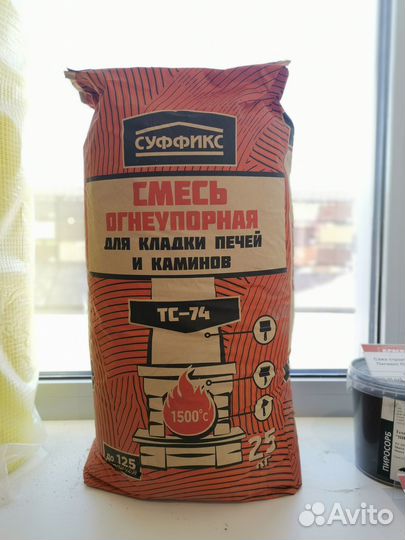 СУФФИКС
СМЕСЬ
ОГНЕУПОРНАЯ
ДЛЯ КЛАДКИ ПЕЧЕЙ
И КАМИНОВ
ТС-74
1500°С
ДО 125
25
КГ
ПИРОСОРБ
Avito